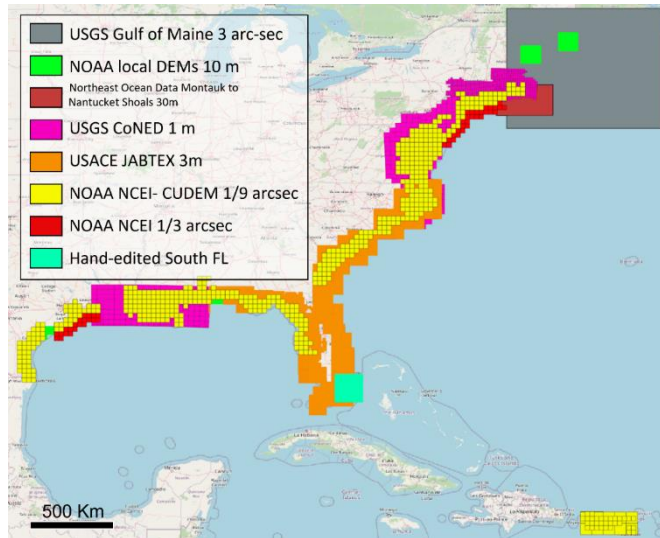 USGS Gulf of Maine 3 arc-sec
NOAA local DEMs 10 m
Northeast Ocean Data Montauk to
Nantucket Shoals 30m
USGS CoNED 1 m
USACE JABTEX 3m
NOAA NCEI- CUDEM 1/9 arcsec
NOAA NCEI 1/3 arcsec
Hand-edited South FL
500 Km